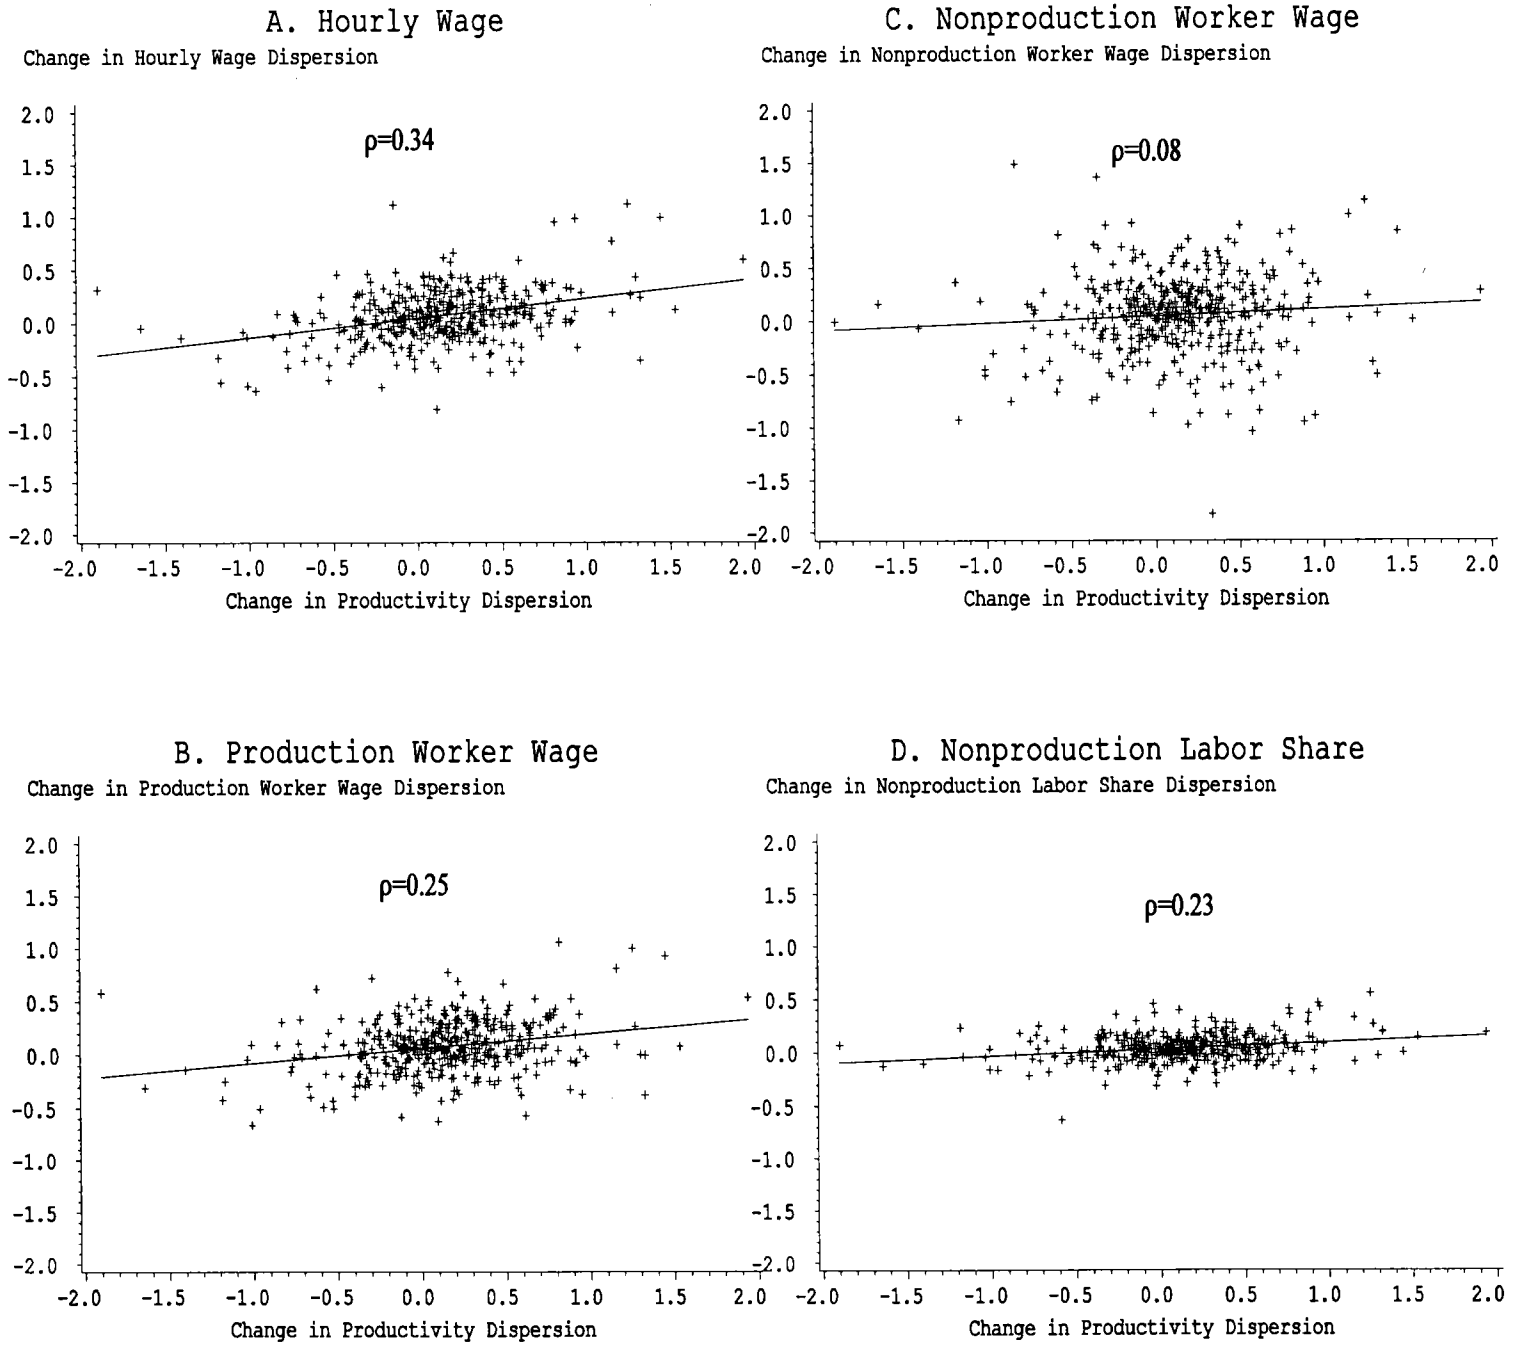 A. Hourly Wage
Change in Hourly Wage Dispersion
2.0
1.5
1.0
0.5
0.0
−0.5
−1.0
−1.5
−2.0
ρ=0.34
−2.0 −1.5 −1.0 −0.5 0.0 0.5 1.0 1.5 2.0
Change in Productivity Dispersion
C. Nonproduction Worker Wage
Change in Nonproduction Worker Wage Dispersion
2.0
1.5
1.0
0.5
0.0
−0.5
−1.0
−1.5
−2.0
ρ=0.08
−2.0 −1.5 −1.0 −0.5 0.0 0.5 1.0 1.5 2.0
Change in Productivity Dispersion
B. Production Worker Wage
Change in Production Worker Wage Dispersion
2.0
1.5
1.0
0.5
0.0
−0.5
−1.0
−1.5
−2.0
ρ=0.25
−2.0 −1.5 −1.0 −0.5 0.0 0.5 1.0 1.5 2.0
Change in Productivity Dispersion
D. Nonproduction Labor Share
Change in Nonproduction Labor Share Dispersion
2.0
1.5
1.0
0.5
0.0
−0.5
−1.0
−1.5
−2.0
ρ=0.23
−2.0 −1.5 −1.0 −0.5 0.0 0.5 1.0 1.5 2.0
Change in Productivity Dispersion